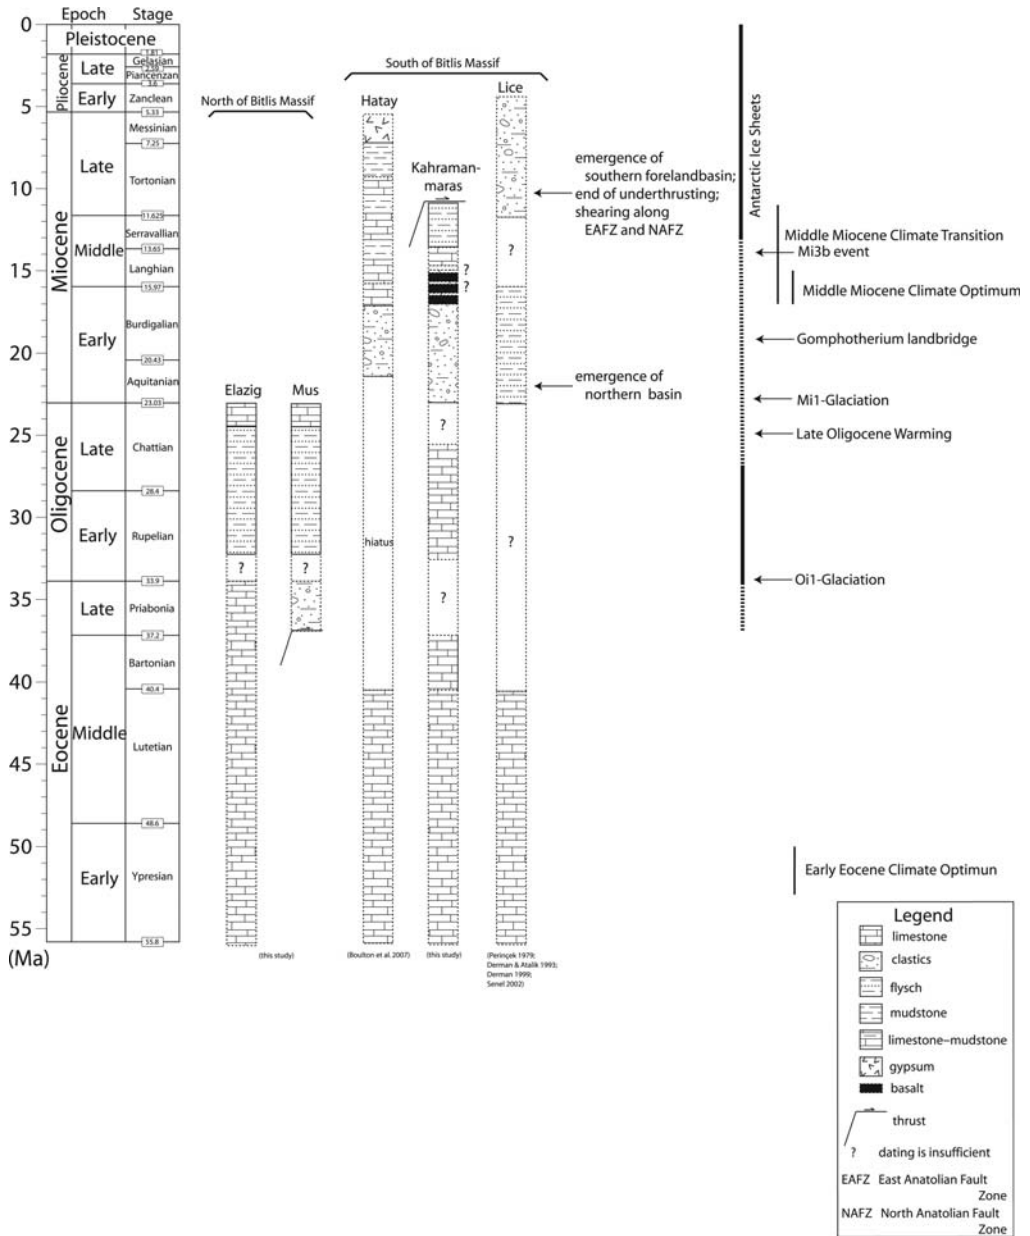 Epoch Stage
0
5
10
15
20
25
30
35
40
45
50
55
(Ma)
Pleistocene
Pliocene
Late
Early
Miocene
Late
Middle
Early
Oligocene
Late
Early
Eocene
Late
Middle
Early
1.81
Gelasian
Piancenzan
3.6
Zanclean
5.33
Messinian
7.25
Tortonian
11.625
Serravallian
13.65
Langhian
15.97
Burdigalian
20.43
Aquitanian
23.03
Chattian
28.4
Rupelian
33.9
Priabonia
37.2
Bartonian
40.4
Lutetian
48.6
Ypresian
55.8
North of Bitlis Massif
Elazig
Mus
?
?
(this study)
South of Bitlis Massif
Hatay
hiatus
(Boulton et al. 2007)
Kahraman-
maras
?
?
?
?
(this study)
Lice
?
?
(Perinçek 1979;
Derman & Atalik 1993;
Derman 1999;
Senel 2002)
emergence of
southern forelandbasin;
end of underthrusting;
shearing along
EAFZ and NAFZ
emergence of
northern basin
Antarctic Ice Sheets
Middle Miocene Climate Transition
Mi3b event
Middle Miocene Climate Optimum
Gomphotherium landbridge
Mi1-Glaciation
Late Oligocene Warming
Oi1-Glaciation
Early Eocene Climate Optimun
Legend
limestone
clastics
flysch
mudstone
limestone–mudstone
gypsum
basalt
thrust
? dating is insufficient
EAFZ East Anatolian Fault
Zone
NAFZ North Anatolian Fault
Zone